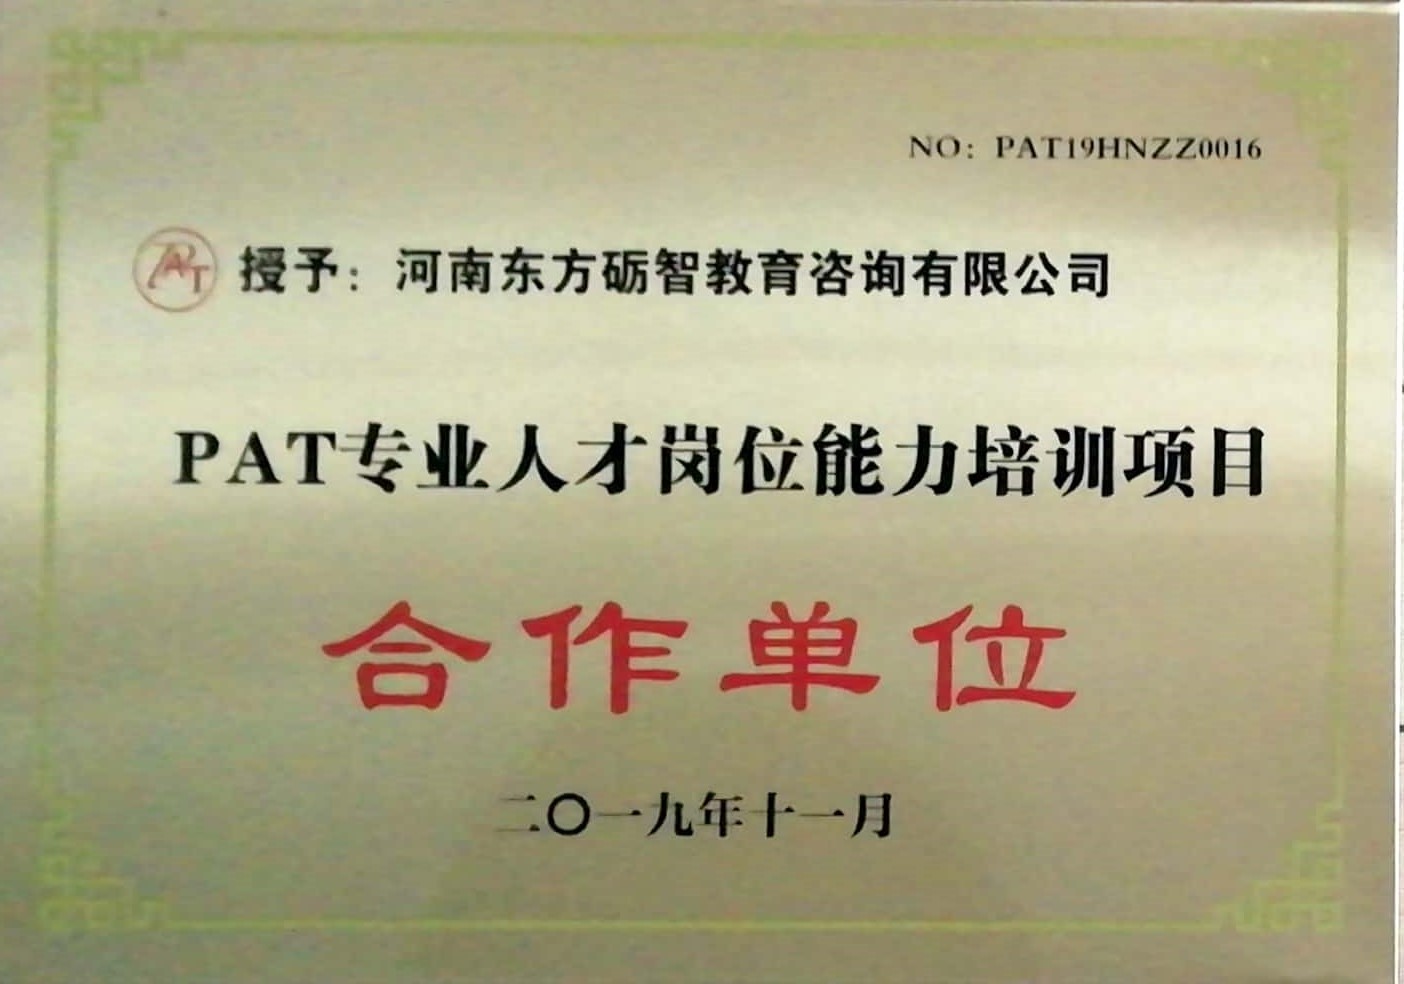 NO: PAT19HNZZ0016
PAT 授予：河南东方砺智教育咨询有限公司
PAT专业人才岗位能力培训项目
合作单位
二〇一九年十一月